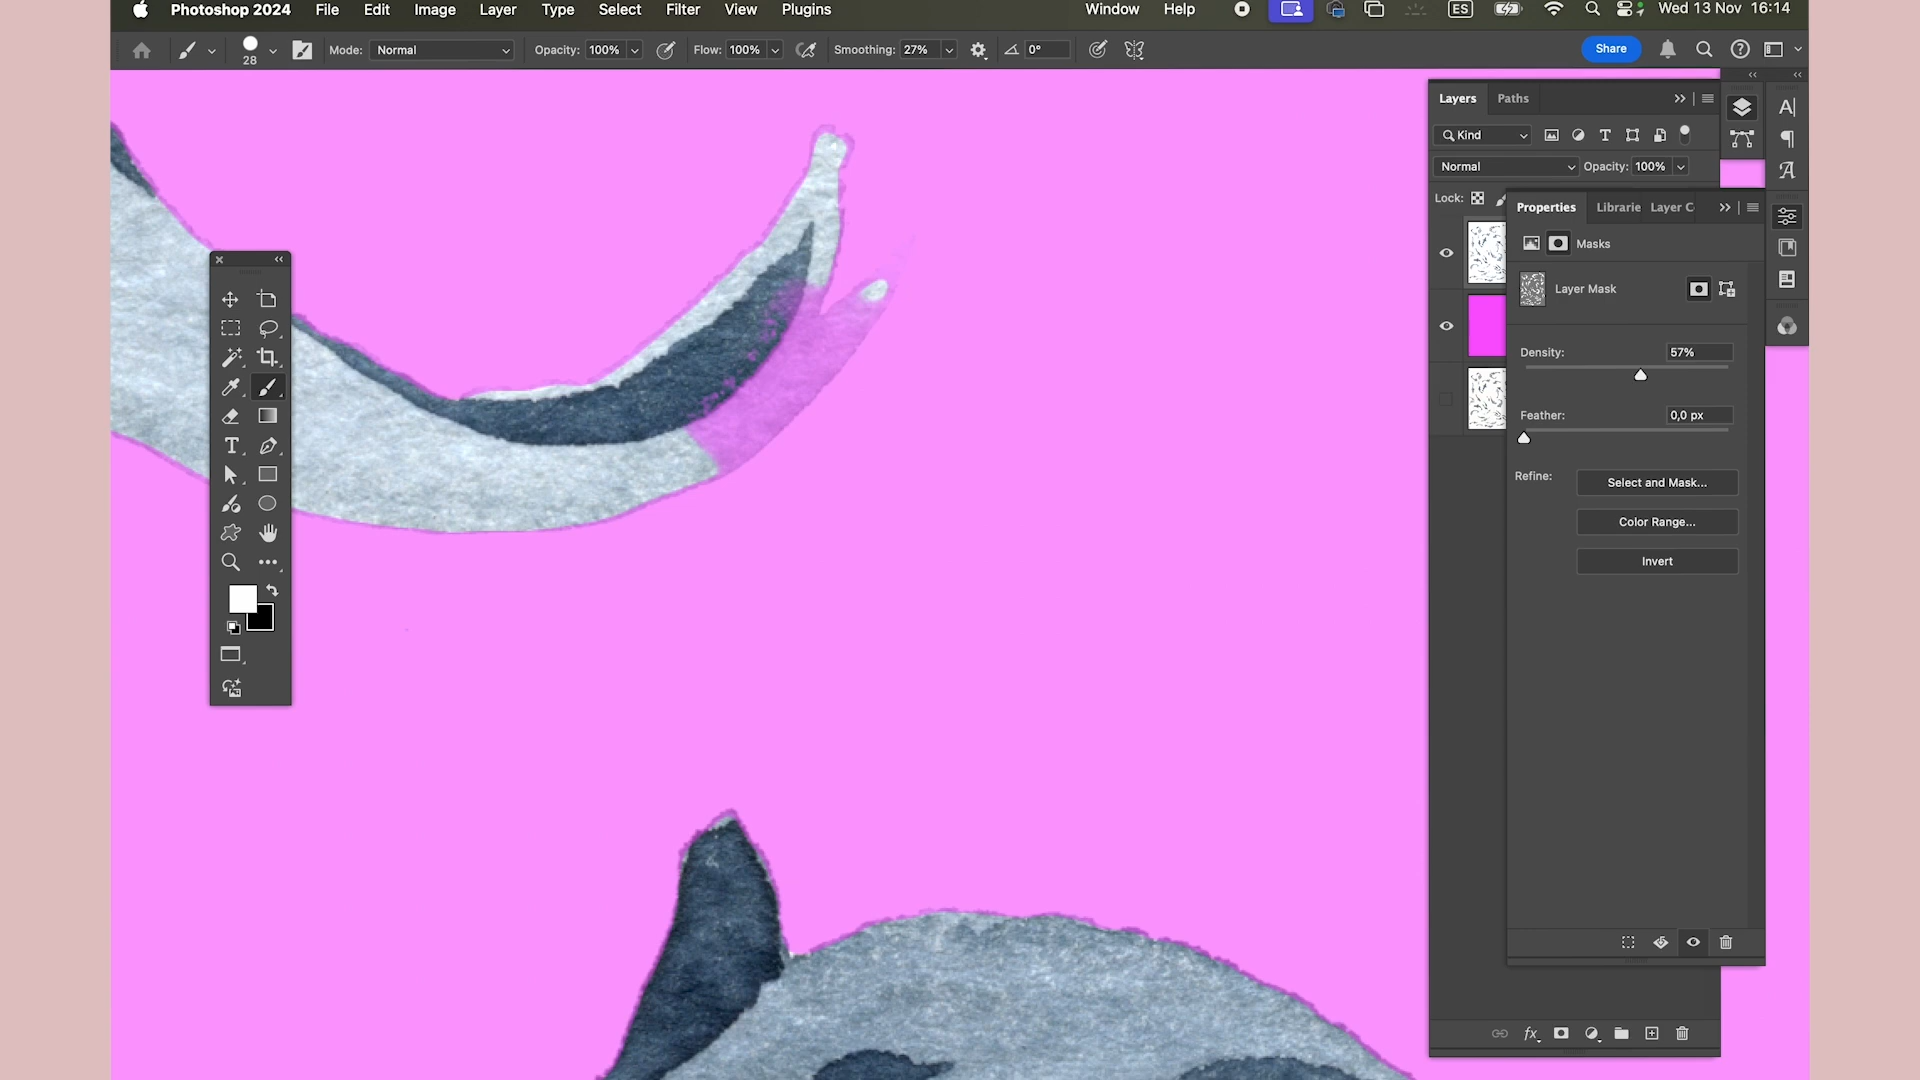 Photoshop 2024 File Edit Image Layer Type Select Filter View Plugins Window Help ES Wed 13 Nov 16:14
28 Mode: Normal Opacity: 100% Flow: 100% Smoothing: 27% 0° Share
Layers Paths
Kind
Normal Opacity: 100%
Lock:
Properties Librarie Layer C
Masks
Layer Mask
Density: 57%
Feather: 0,0 px
Refine: Select and Mask...
Color Range...
Invert
fx